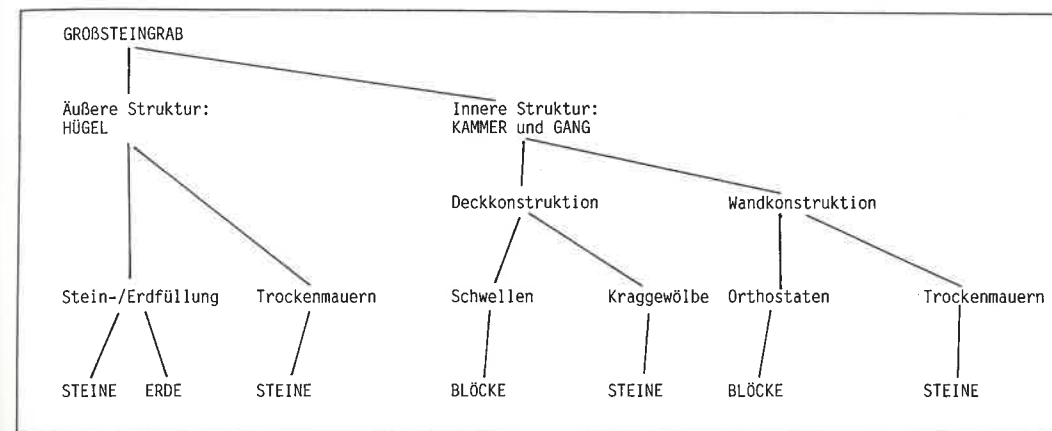 GROßSTEINGRAB
Äußere Struktur:
HÜGEL
Innere Struktur:
KAMMER und GANG
Deckkonstruktion
Wandkonstruktion
Stein-/Erdfüllung
Trockenmauern
Schwellen
Kraggewölbe
Orthostaten
Trockenmauern
STEINE
ERDE
STEINE
BLÖCKE
STEINE
BLÖCKE
STEINE